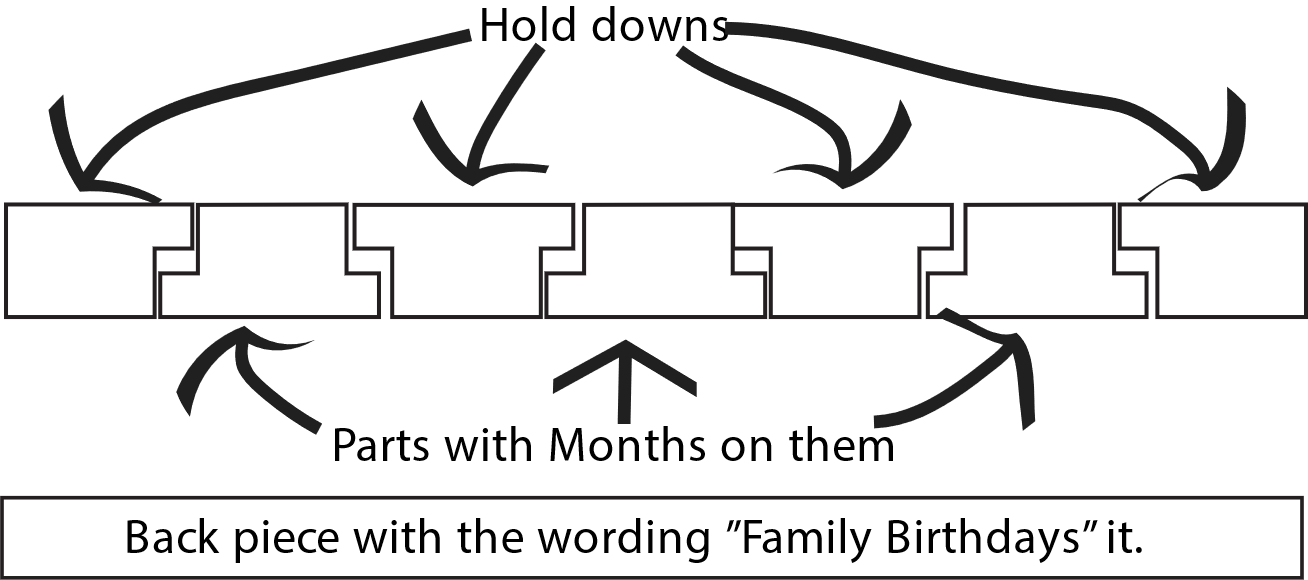 Hold downs
Parts with Months on them
Back piece with the wording ”Family Birthdays” it.